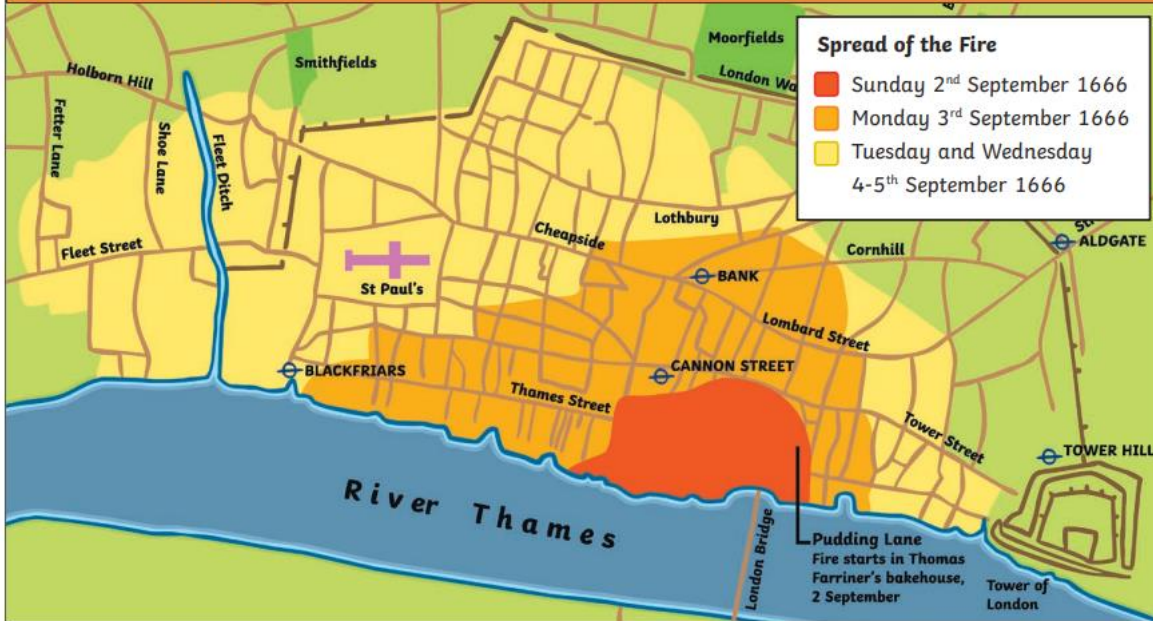 Spread of the Fire
Sunday 2nd September 1666
Monday 3rd September 1666
Tuesday and Wednesday
4-5th September 1666
Moorfields
Smithfields
Holborn Hill
London Wa
Fetter Lane
Shoe Lane
Fleet Ditch
Lothbury
Cheapside
Cornhill
St
ALDGATE
Fleet Street
St Paul's
BANK
Lombard Street
BLACKFRIARS
CANNON STREET
Thames Street
Tower Street
TOWER HILL
River Thames
London Bridge
Pudding Lane
Fire starts in Thomas
Farriner's bakehouse,
2 September
Tower of
London